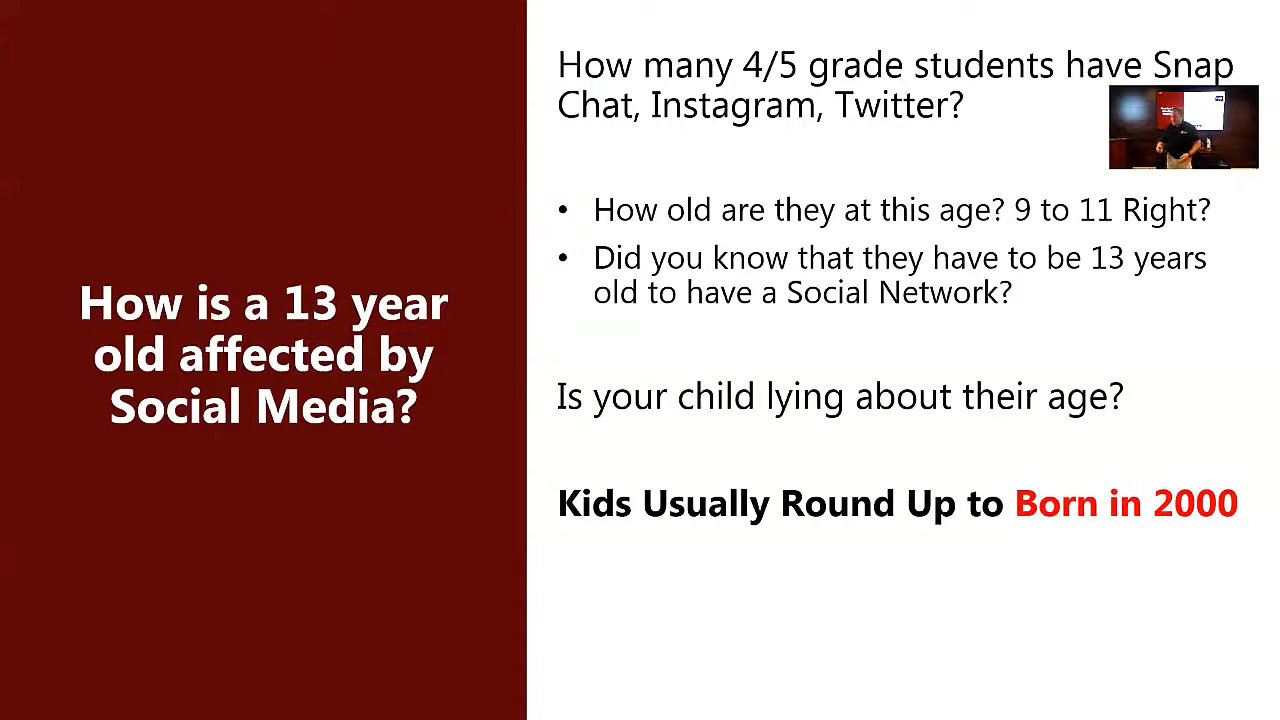 How is a 13 year
old affected by
Social Media?
How many 4/5 grade students have Snap
Chat, Instagram, Twitter?
• How old are they at this age? 9 to 11 Right?
• Did you know that they have to be 13 years
old to have a Social Network?
Is your child lying about their age?
Kids Usually Round Up to Born in 2000